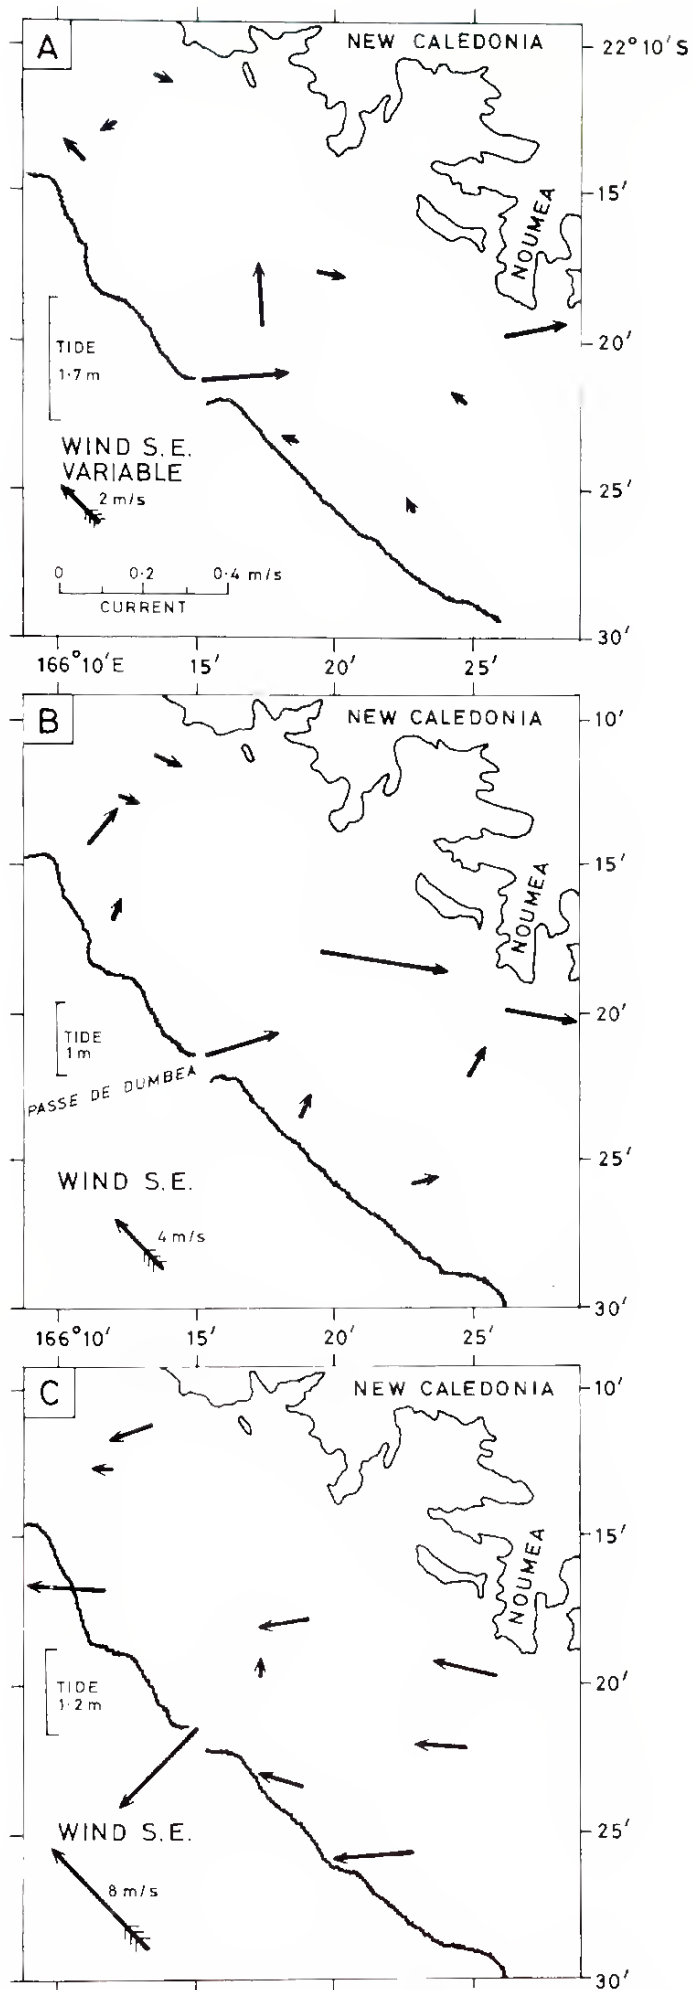 A
NEW CALEDONIA
22°10'S
15'
NOUMEA
20'
TIDE
1·7 m
WIND S.E.
VARIABLE
2 m/s
25'
0 0·2 0·4 m/s
CURRENT
30'
166°10'E 15' 20' 25'
B
NEW CALEDONIA
10'
15'
NOUMEA
20'
TIDE
1 m
PASSE DE DUMBEA
25'
WIND S.E.
4 m/s
30'
166°10' 15' 20' 25'
C
NEW CALEDONIA
10'
15'
NOUMEA
20'
TIDE
1·2 m
WIND S.E.
25'
8 m/s
30'